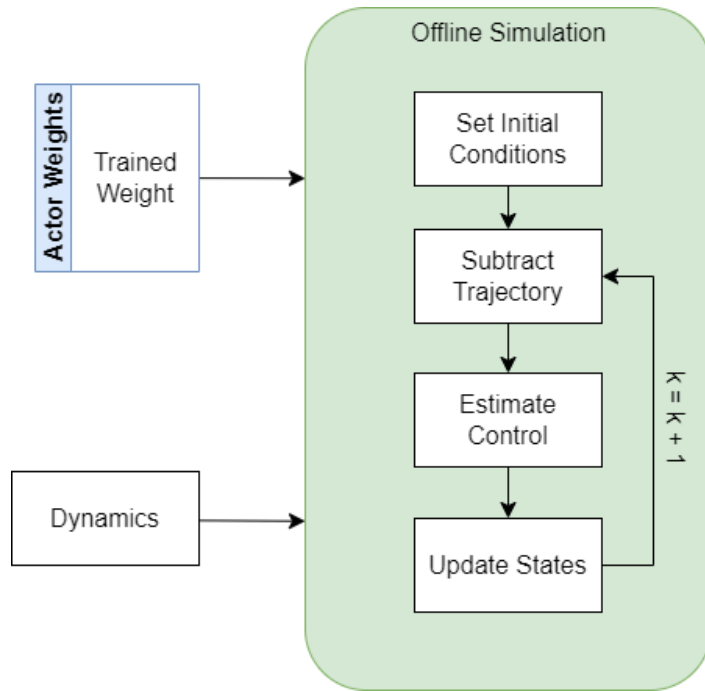 Offline Simulation
Actor Weights
Trained
Weight
Set Initial
Conditions
Subtract
Trajectory
Estimate
Control
k = k + 1
Dynamics
Update States